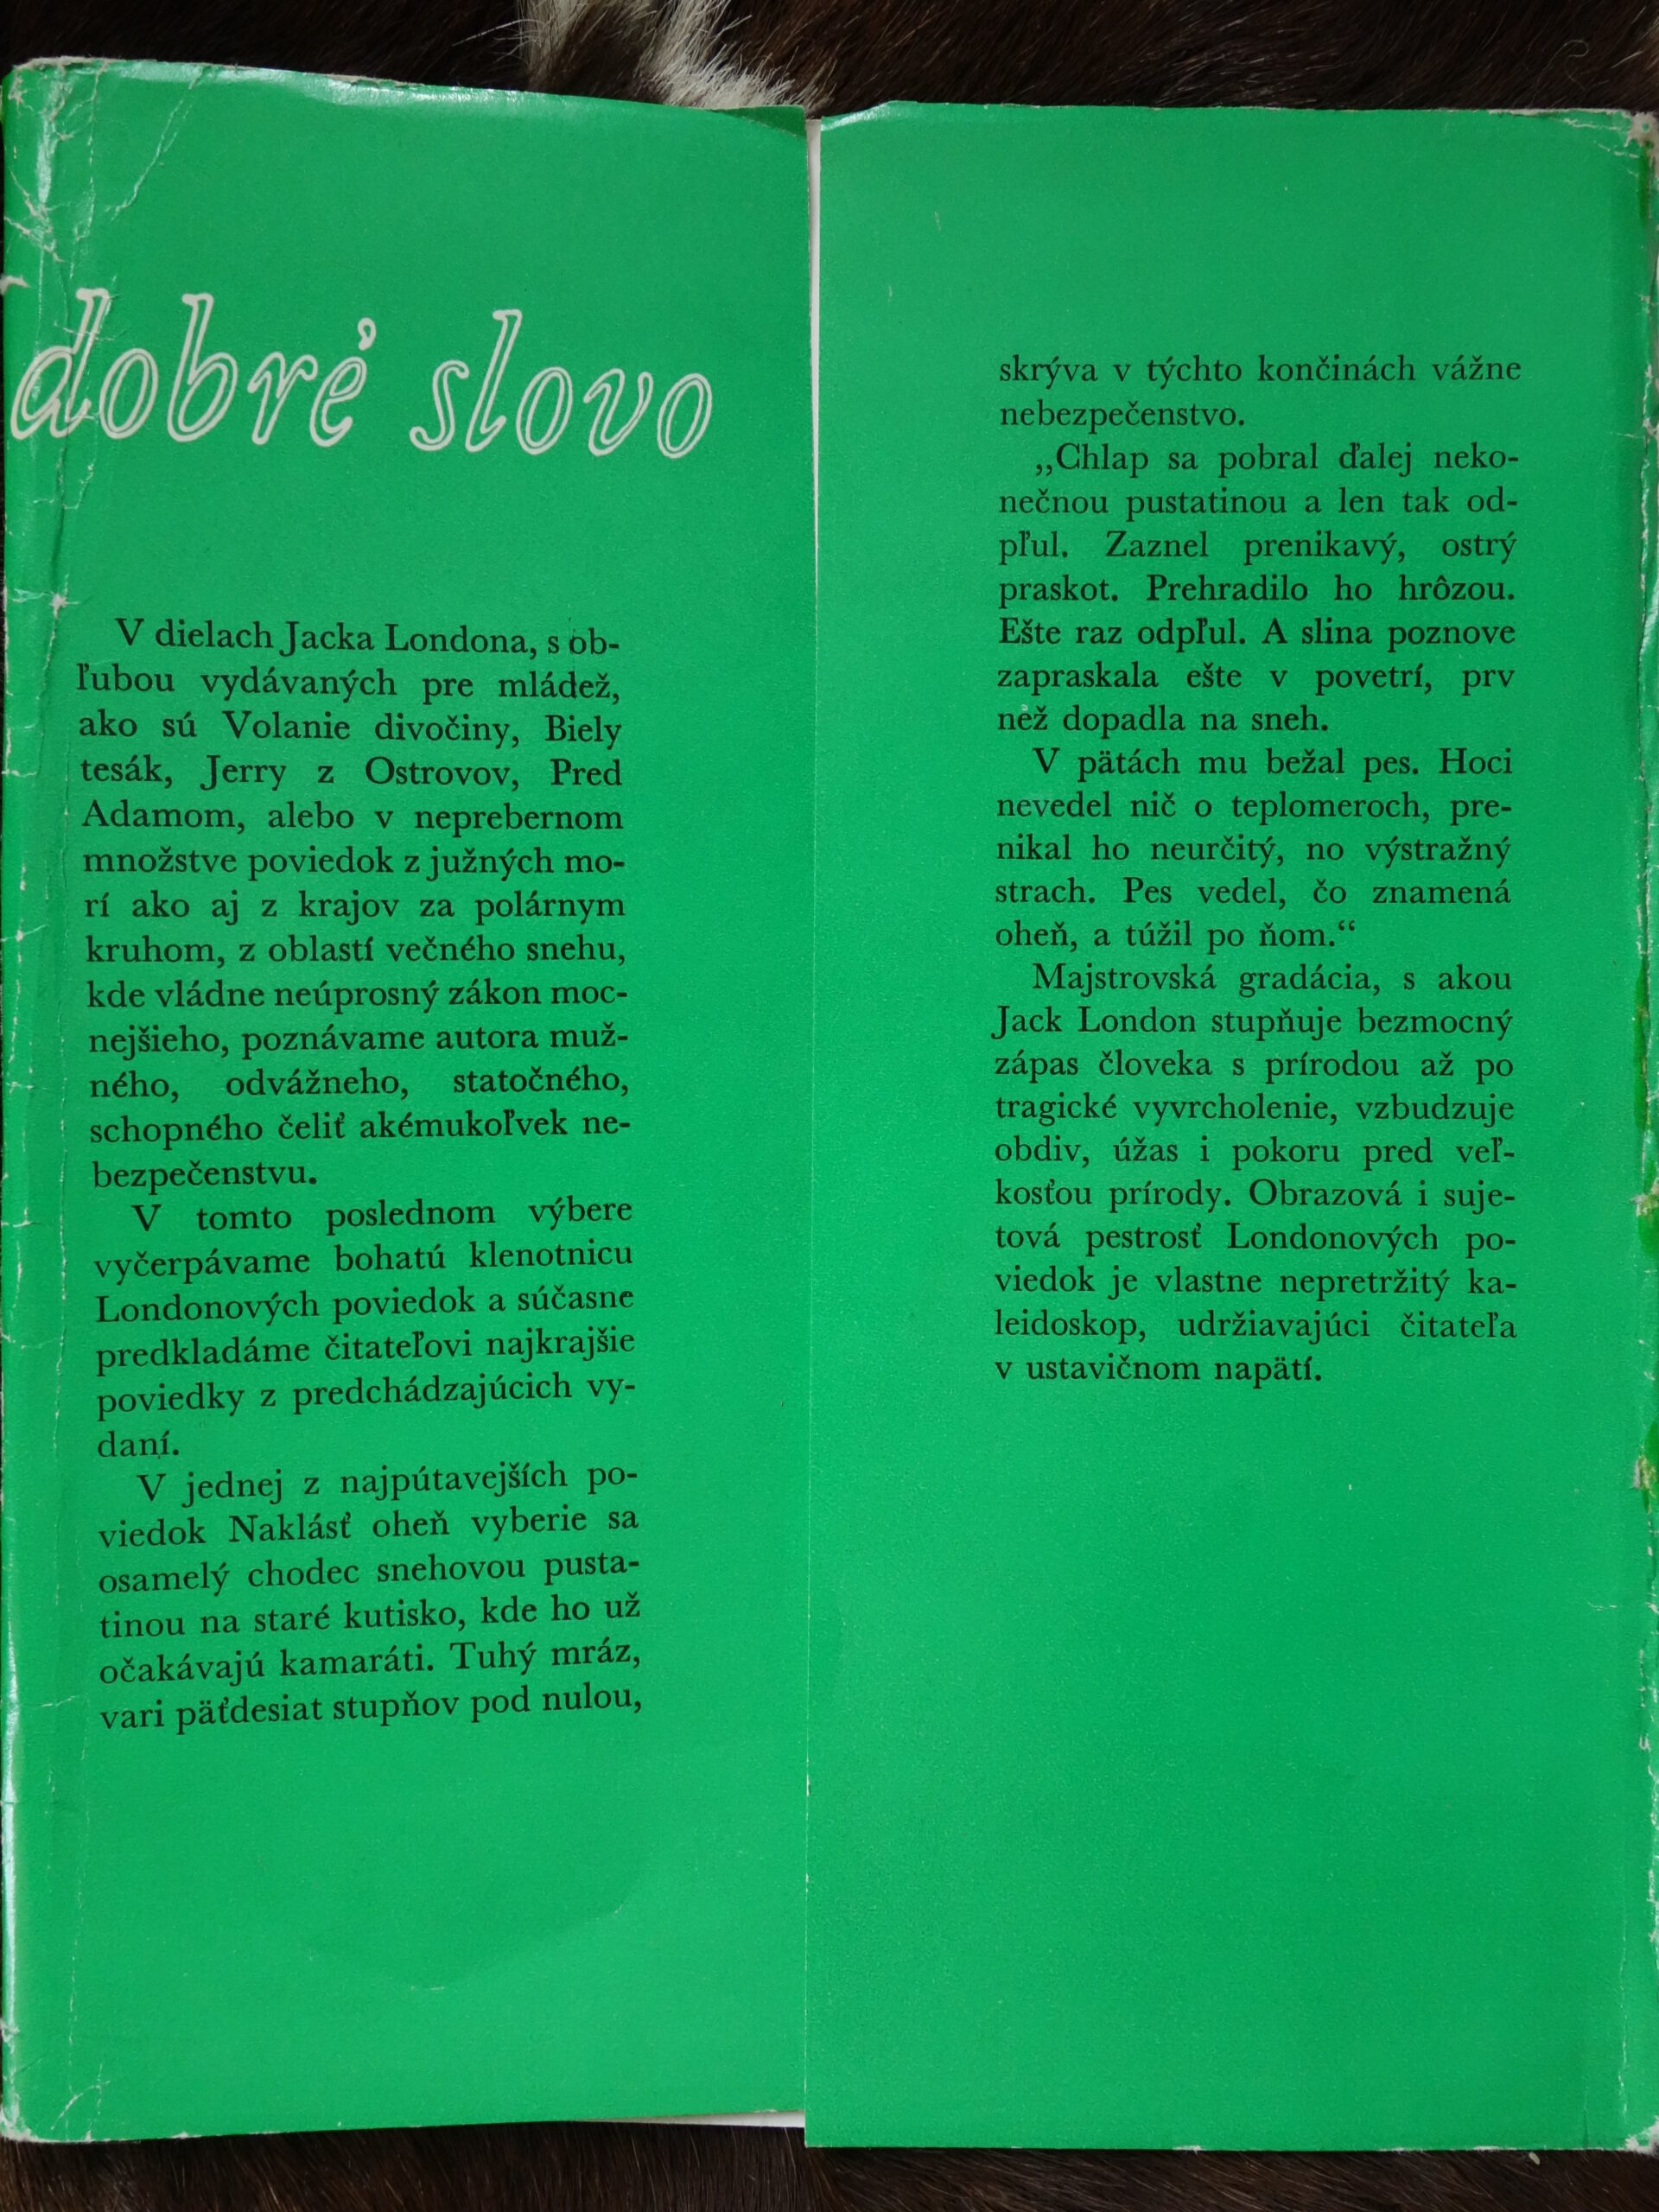 dobré slovo
V dielach Jacka Londona, s ob-
ľubou vydávaných pre mládež,
ako sú Volanie divočiny, Biely
tesák, Jerry z Ostrovov, Pred
Adamom, alebo v neprebernom
množstve poviedok z južných mo-
rí ako aj z krajov za polárnym
kruhom, z oblastí večného snehu,
kde vládne neúprosný zákon moc-
nejšieho, poznávame autora muž-
ného, odvážneho, statočného,
schopného čeliť akémukoľvek ne-
bezpečenstvu.
V tomto poslednom výbere
vyčerpávame bohatú klenotnicu
Londonových poviedok a súčasne
predkladáme čitateľovi najkrajšie
poviedky z predchádzajúcich vy-
daní.
V jednej z najpútavejších po-
viedok Naklásť oheň vyberie sa
osamelý chodec snehovou pusta-
tinou na staré kutisko, kde ho už
očakávajú kamaráti. Tuhý mráz,
vari päťdesiat stupňov pod nulou,
skrýva v týchto končinách vážne
nebezpečenstvo.
„Chlap sa pobral ďalej neko-
nečnou pustatinou a len tak od-
pľul. Zaznel prenikavý, ostrý
praskot. Prehradilo ho hrôzou.
Ešte raz odpľul. A slina poznove
zapraskala ešte v povetrí, prv
než dopadla na sneh.
V pätách mu bežal pes. Hoci
nevedel nič o teplomeroch, pre-
nikal ho neurčitý, no výstražný
strach. Pes vedel, čo znamená
oheň, a túžil po ňom.“
Majstrovská gradácia, s akou
Jack London stupňuje bezmocný
zápas človeka s prírodou až po
tragické vyvrcholenie, vzbudzuje
obdiv, úžas i pokoru pred veľ-
kosťou prírody. Obrazová i suje-
tová pestrosť Londonových po-
viedok je vlastne nepretržitý ka-
leidoskop, udržiavajúci čitateľa
v ustavičnom napätí.